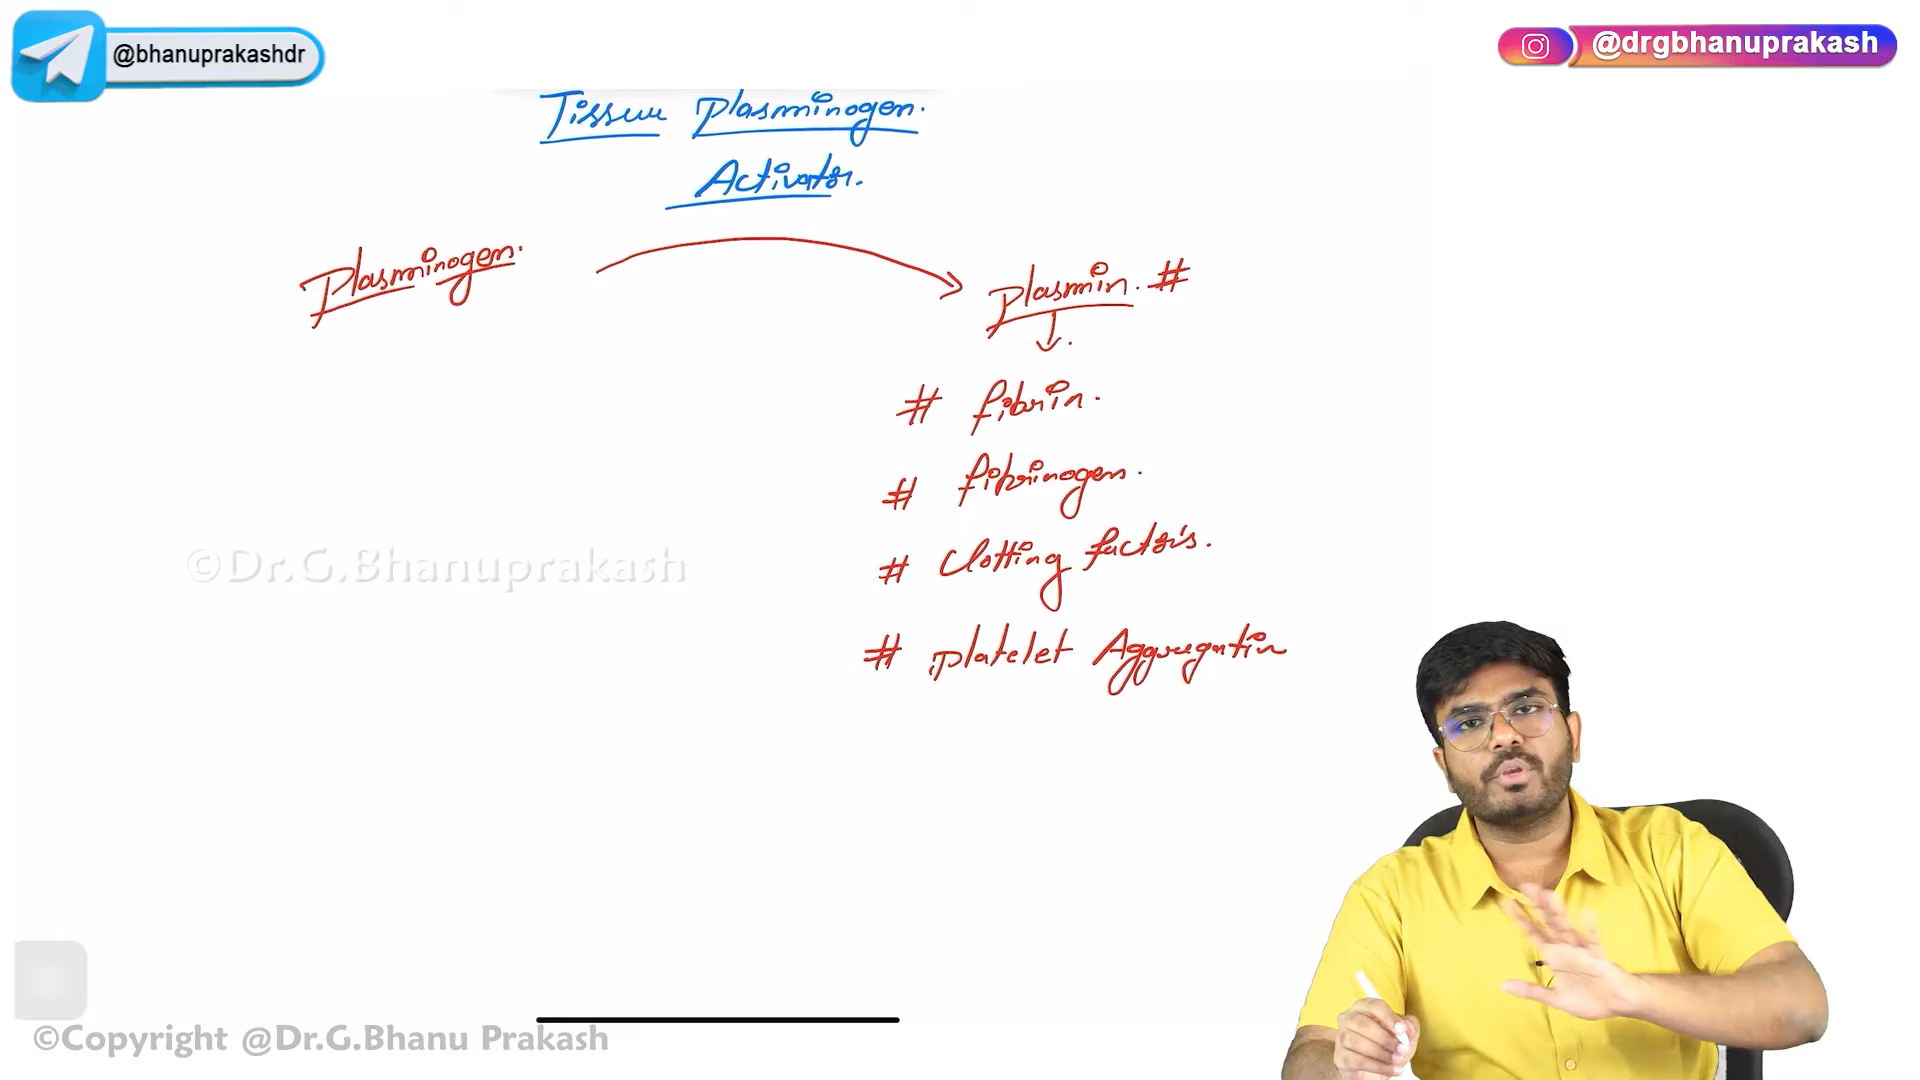 @bhanuprakashdr
@drgbhanuprakash
Tissue Plasminogen.
Activator.
Plasminogen.
Plasmin. #
# fibrin.
# fibrinogen.
# Clotting factors.
# platelet Aggregation
©Dr.G.Bhanuprakash
©Copyright @Dr.G.Bhanu Prakash